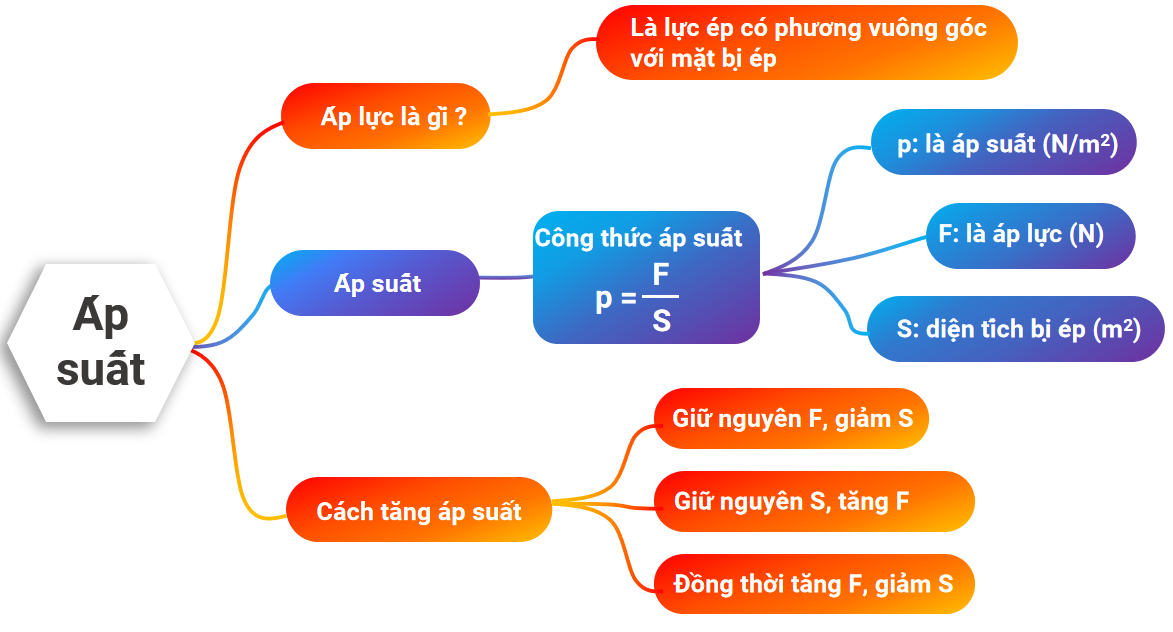 Áp
suất
Áp lực là gì ?
Là lực ép có phương vuông góc
với mặt bị ép
Áp suất
Công thức áp suất
p = F/S
p: là áp suất (N/m²)
F: là áp lực (N)
S: diện tích bị ép (m²)
Cách tăng áp suất
Giữ nguyên F, giảm S
Giữ nguyên S, tăng F
Đồng thời tăng F, giảm S